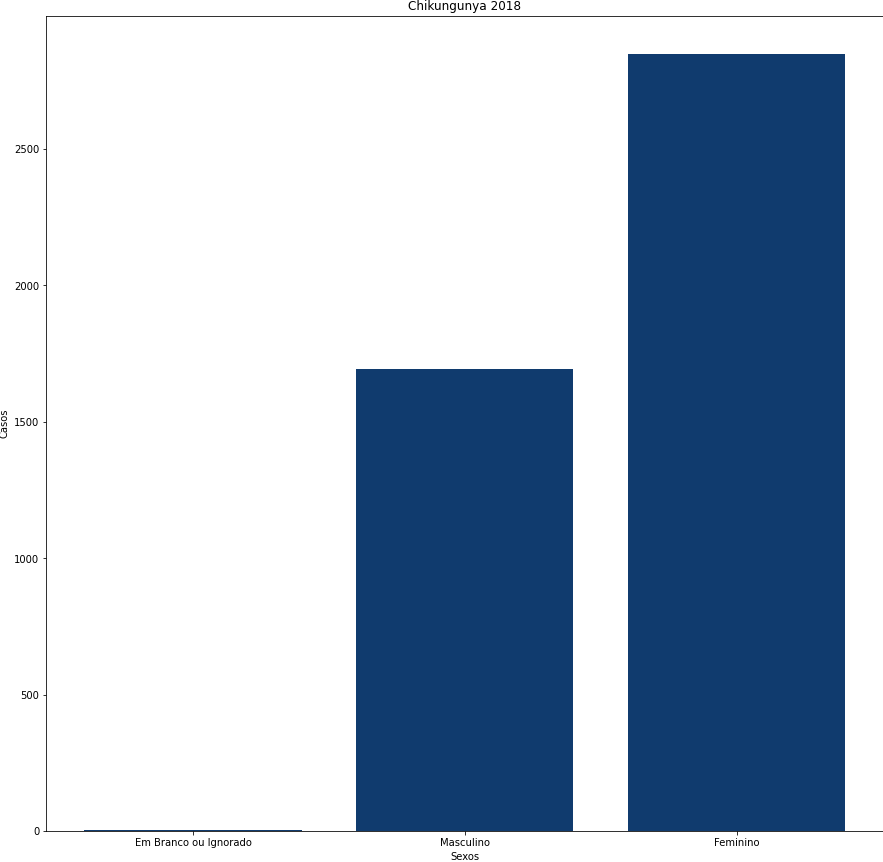 Chikungunya 2018
Casos
2500
2000
1500
1000
500
0
Em Branco ou Ignorado
Masculino
Feminino
Sexos